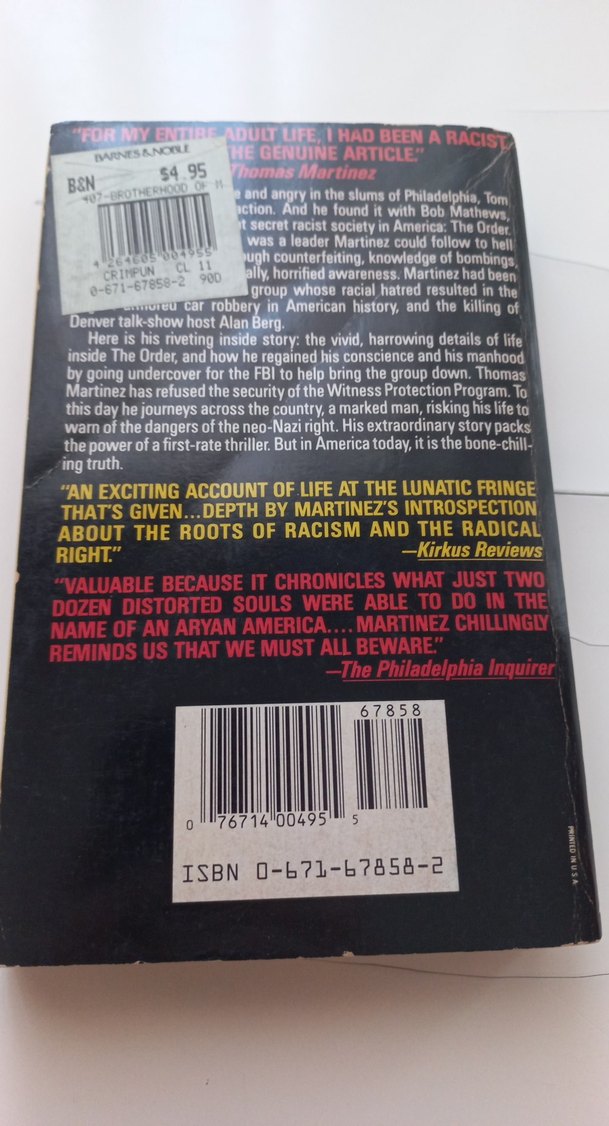 "FOR MY ENTIRE ADULT LIFE, I HAD BEEN A RACIST,
HE GENUINE ARTICLE."
Thomas Martinez
BARNES & NOBLE
B&N $4.95
407-BROTHERHOOD OF M
4 264605 004955
CRIMPUN CL 11
0-671-67858-2 90D
e and angry in the slums of Philadelphia, Tom
action. And he found it with Bob Mathews,
t secret racist society in America: The Order.
was a leader Martinez could follow to hell
ugh counterfeiting, knowledge of bombings,
ally, horrified awareness. Martinez had been
group whose racial hatred resulted in the
armored car robbery in American history, and the killing of
Denver talk-show host Alan Berg.
Here is his riveting inside story: the vivid, harrowing details of life
inside The Order, and how he regained his conscience and his manhood
by going undercover for the FBI to help bring the group down. Thomas
Martinez has refused the security of the Witness Protection Program. To
this day he journeys across the country, a marked man, risking his life to
warn of the dangers of the neo-Nazi right. His extraordinary story packs
the power of a first-rate thriller. But in America today, it is the bone-chill-
ing truth.
"AN EXCITING ACCOUNT OF LIFE AT THE LUNATIC FRINGE
THAT'S GIVEN...DEPTH BY MARTINEZ'S INTROSPECTION
ABOUT THE ROOTS OF RACISM AND THE RADICAL
RIGHT."
—Kirkus Reviews
"VALUABLE BECAUSE IT CHRONICLES WHAT JUST TWO
DOZEN DISTORTED SOULS WERE ABLE TO DO IN THE
NAME OF AN ARYAN AMERICA.... MARTINEZ CHILLINGLY
REMINDS US THAT WE MUST ALL BEWARE."
—The Philadelphia Inquirer
67858
0 76714 00495 5
ISBN 0-671-67858-2
PRINTED IN U.S.A.